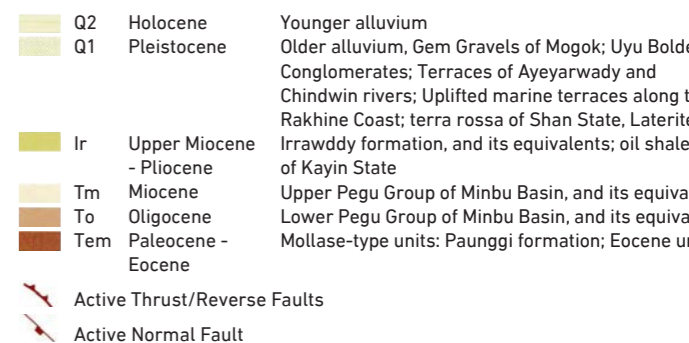 Q2 Holocene Younger alluvium
Q1 Pleistocene Older alluvium, Gem Gravels of Mogok; Uyu
Conglomerates; Terraces of Ayeyarwady and
Chindwin rivers; Uplifted marine terraces along
Rakhine Coast; terra rossa of Shan State,
Ir Upper Miocene Irrawddy formation, and its equivalents; oil
- Pliocene of Kayin State
Tm Miocene Upper Pegu Group of Minbu Basin, and its
To Oligocene Lower Pegu Group of Minbu Basin, and its
Tem Paleocene - Mollase-type units: Paunggi formation; Eocene
Eocene
Active Thrust/Reverse Faults
Active Normal Fault